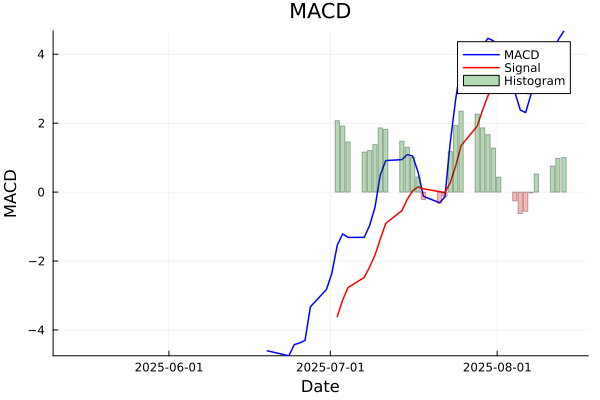 MACD
MACD
Signal
Histogram
4
2
0
−2
−4
MACD
2025-06-01
2025-07-01
2025-08-01
Date